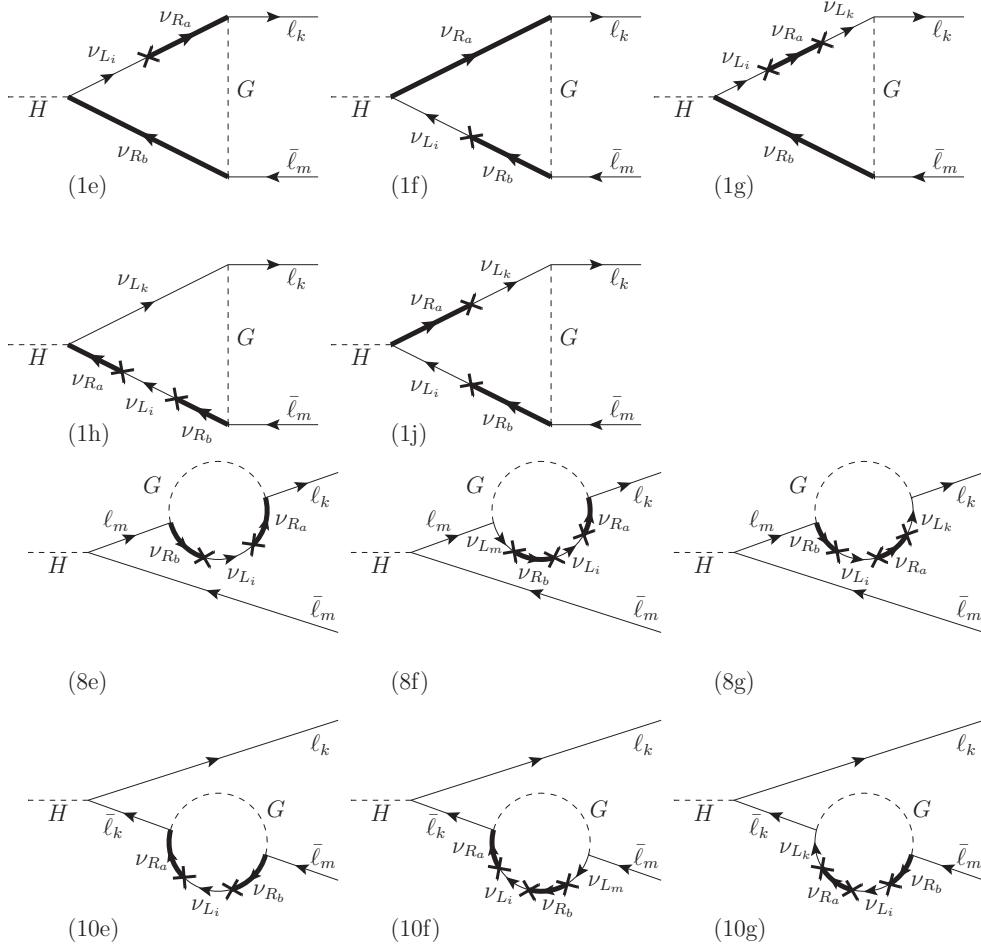 ν_{R_a} ℓ_k
ν_{L_i} G
H
ν_{R_b} ℓ̄_m
(1e)
ν_{R_a} ℓ_k
G
H ν_{L_i}
ν_{R_b} ℓ̄_m
(1f)
ν_{L_k} ℓ_k
ν_{R_a}
ν_{L_i} G
H
ν_{R_b} ℓ̄_m
(1g)
ν_{L_k} ℓ_k
G
H
ν_{R_a}
ν_{L_i}
ν_{R_b} ℓ̄_m
(1h)
ν_{L_k} ℓ_k
ν_{R_a} G
H
ν_{L_i}
ν_{R_b} ℓ̄_m
(1j)
G ℓ_k
ℓ_m ν_{R_a}
H ν_{R_b} ν_{L_i}
ℓ̄_m
(8e)
G ℓ_k
ℓ_m ν_{L_m} ν_{R_a}
H ν_{R_b} ν_{L_i}
ℓ̄_m
(8f)
G ℓ_k
ℓ_m ν_{L_k}
H ν_{R_b} ν_{L_i} ν_{R_a}
ℓ̄_m
(8g)
ℓ_k
H G
ℓ̄_k
ν_{R_a} ℓ̄_m
ν_{L_i} ν_{R_b}
(10e)
ℓ_k
H G
ℓ̄_k
ν_{R_a} ℓ̄_m
ν_{L_i} ν_{R_b} ν_{L_m}
(10f)
ℓ_k
H G
ℓ̄_k
ν_{L_k} ℓ̄_m
ν_{R_a} ν_{L_i} ν_{R_b}
(10g)